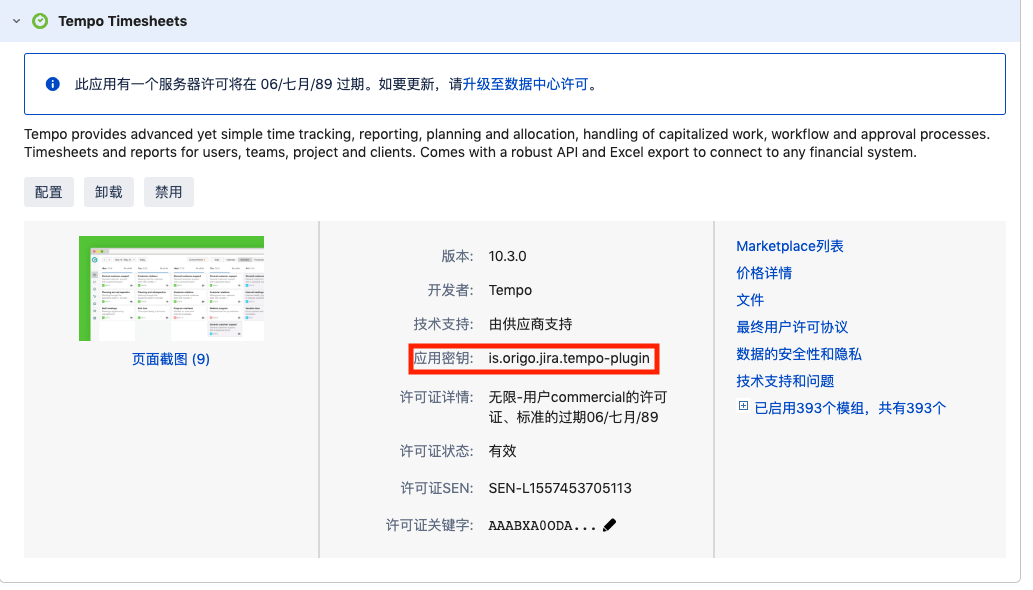 Tempo Timesheets
此应用有一个服务器许可将在 06/七月/89 过期。如要更新，请升级至数据中心许可。
Tempo provides advanced yet simple time tracking, reporting, planning and allocation, handling of capitalized work, workflow and approval processes.
Timesheets and reports for users, teams, project and clients. Comes with a robust API and Excel export to connect to any financial system.
配置 卸载 禁用
页面截图 (9)
版本: 10.3.0
开发者: Tempo
技术支持: 由供应商支持
应用密钥: is.origo.jira.tempo-plugin
许可证详情: 无限-用户commercial的许可
证、标准的过期06/七月/89
许可证状态: 有效
许可证SEN: SEN-L1557453705113
许可证关键字: AAABXA0ODA...
Marketplace列表
价格详情
文件
最终用户许可协议
数据的安全性和隐私
技术支持和问题
已启用393个模组，共有393个